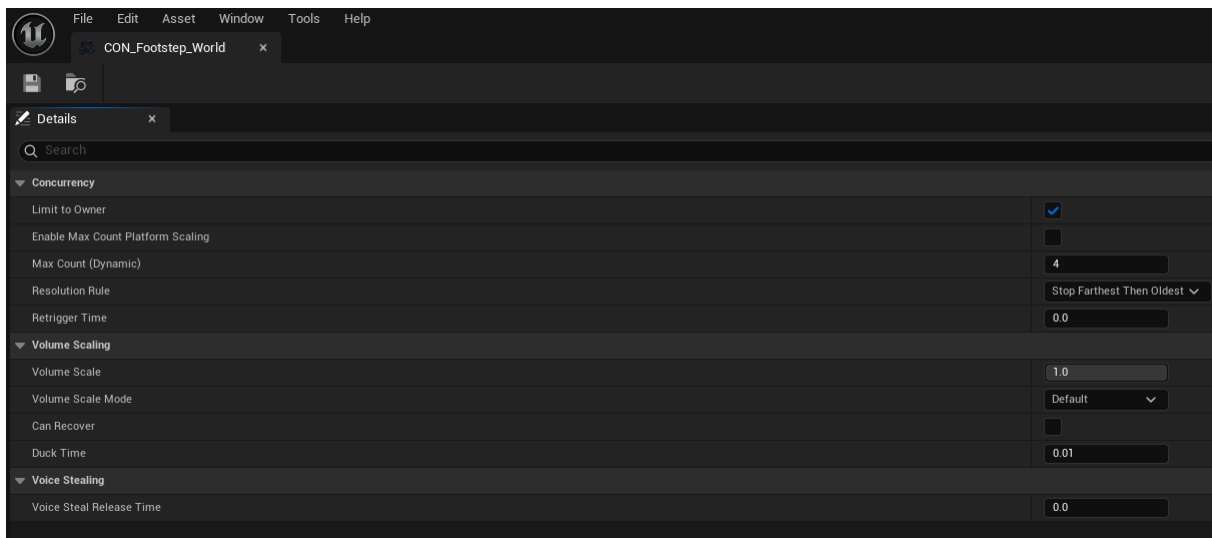 File Edit Asset Window Tools Help
CON_Footstep_World
Details
Search
Concurrency
Limit to Owner
Enable Max Count Platform Scaling
Max Count (Dynamic) 4
Resolution Rule Stop Farthest Then Oldest
Retrigger Time 0.0
Volume Scaling
Volume Scale 1.0
Volume Scale Mode Default
Can Recover
Duck Time 0.01
Voice Stealing
Voice Steal Release Time 0.0